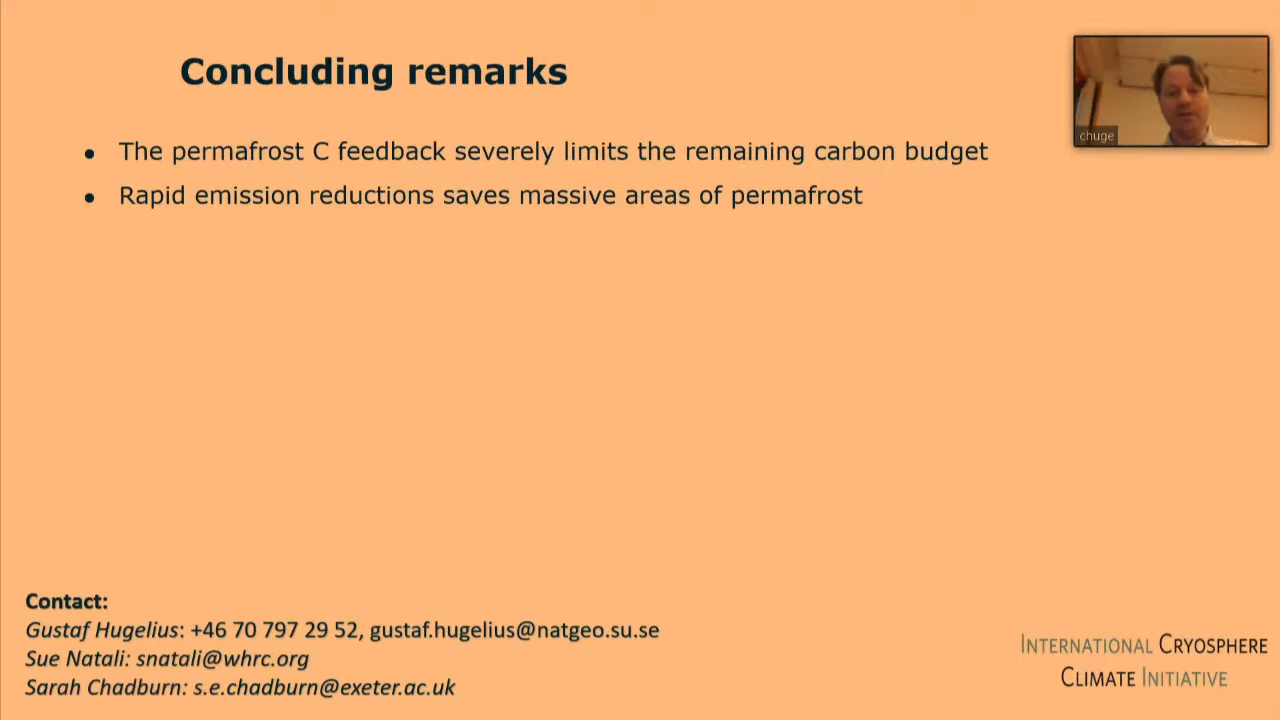 Concluding remarks
chuge
● The permafrost C feedback severely limits the remaining carbon budget
● Rapid emission reductions saves massive areas of permafrost
Contact:
Gustaf Hugelius: +46 70 797 29 52, gustaf.hugelius@natgeo.su.se
Sue Natali: snatali@whrc.org
Sarah Chadburn: s.e.chadburn@exeter.ac.uk
INTERNATIONAL CRYOSPHERE
CLIMATE INITIATIVE